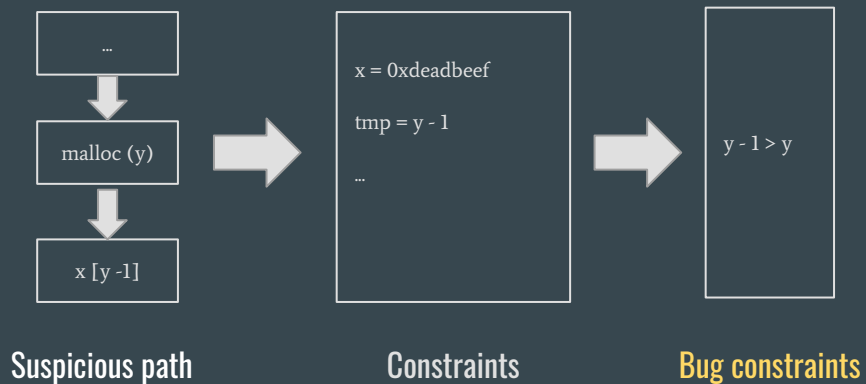 ...
malloc (y)
x [y -1]
x = 0xdeadbeef
tmp = y - 1
...
y - 1 > y
Suspicious path
Constraints
Bug constraints